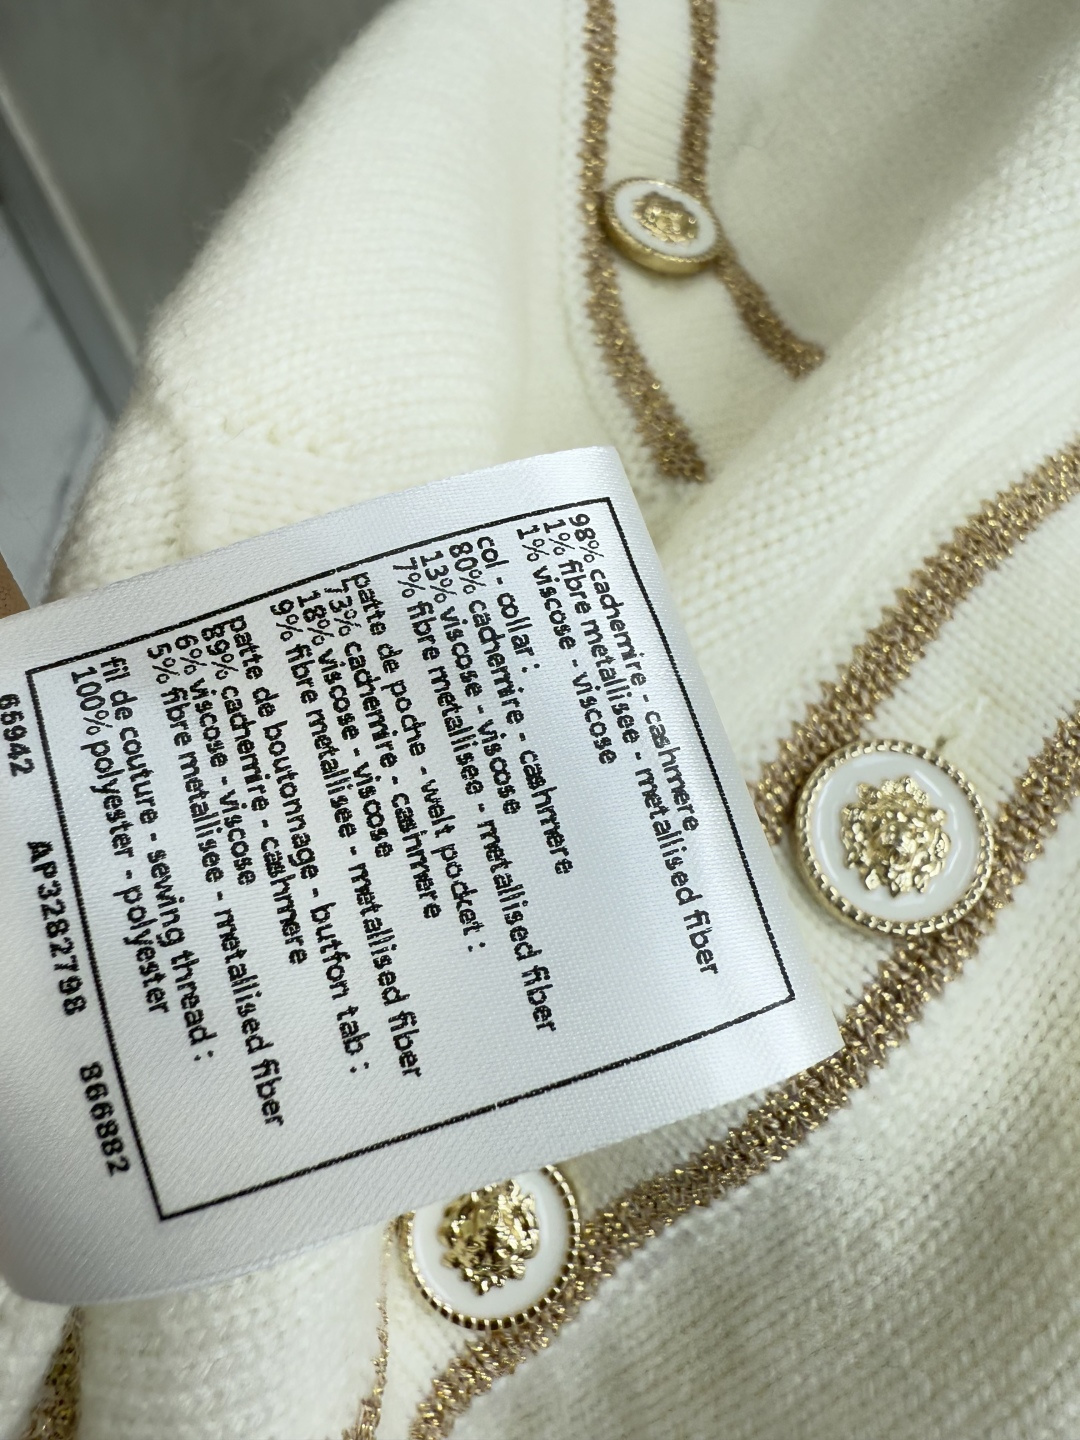 98% cachemire - cashmere
1% fibre metallisee - metallised fiber
1% viscose - viscose
col - collar :
80% cachemire - cashmere
13% viscose - viscose
7% fibre metallisee - metallised fiber
patte de poche - welt pocket :
73% cachemire - cashmere
18% viscose - viscose
9% fibre metallisee - metallised fiber
patte de boutonnage - button tab :
89% cachemire - cashmere
6% viscose - viscose
5% fibre metallisee - metallised fiber
fil de couture - sewing thread :
100% polyester - polyester
65942 AP3282798 866882